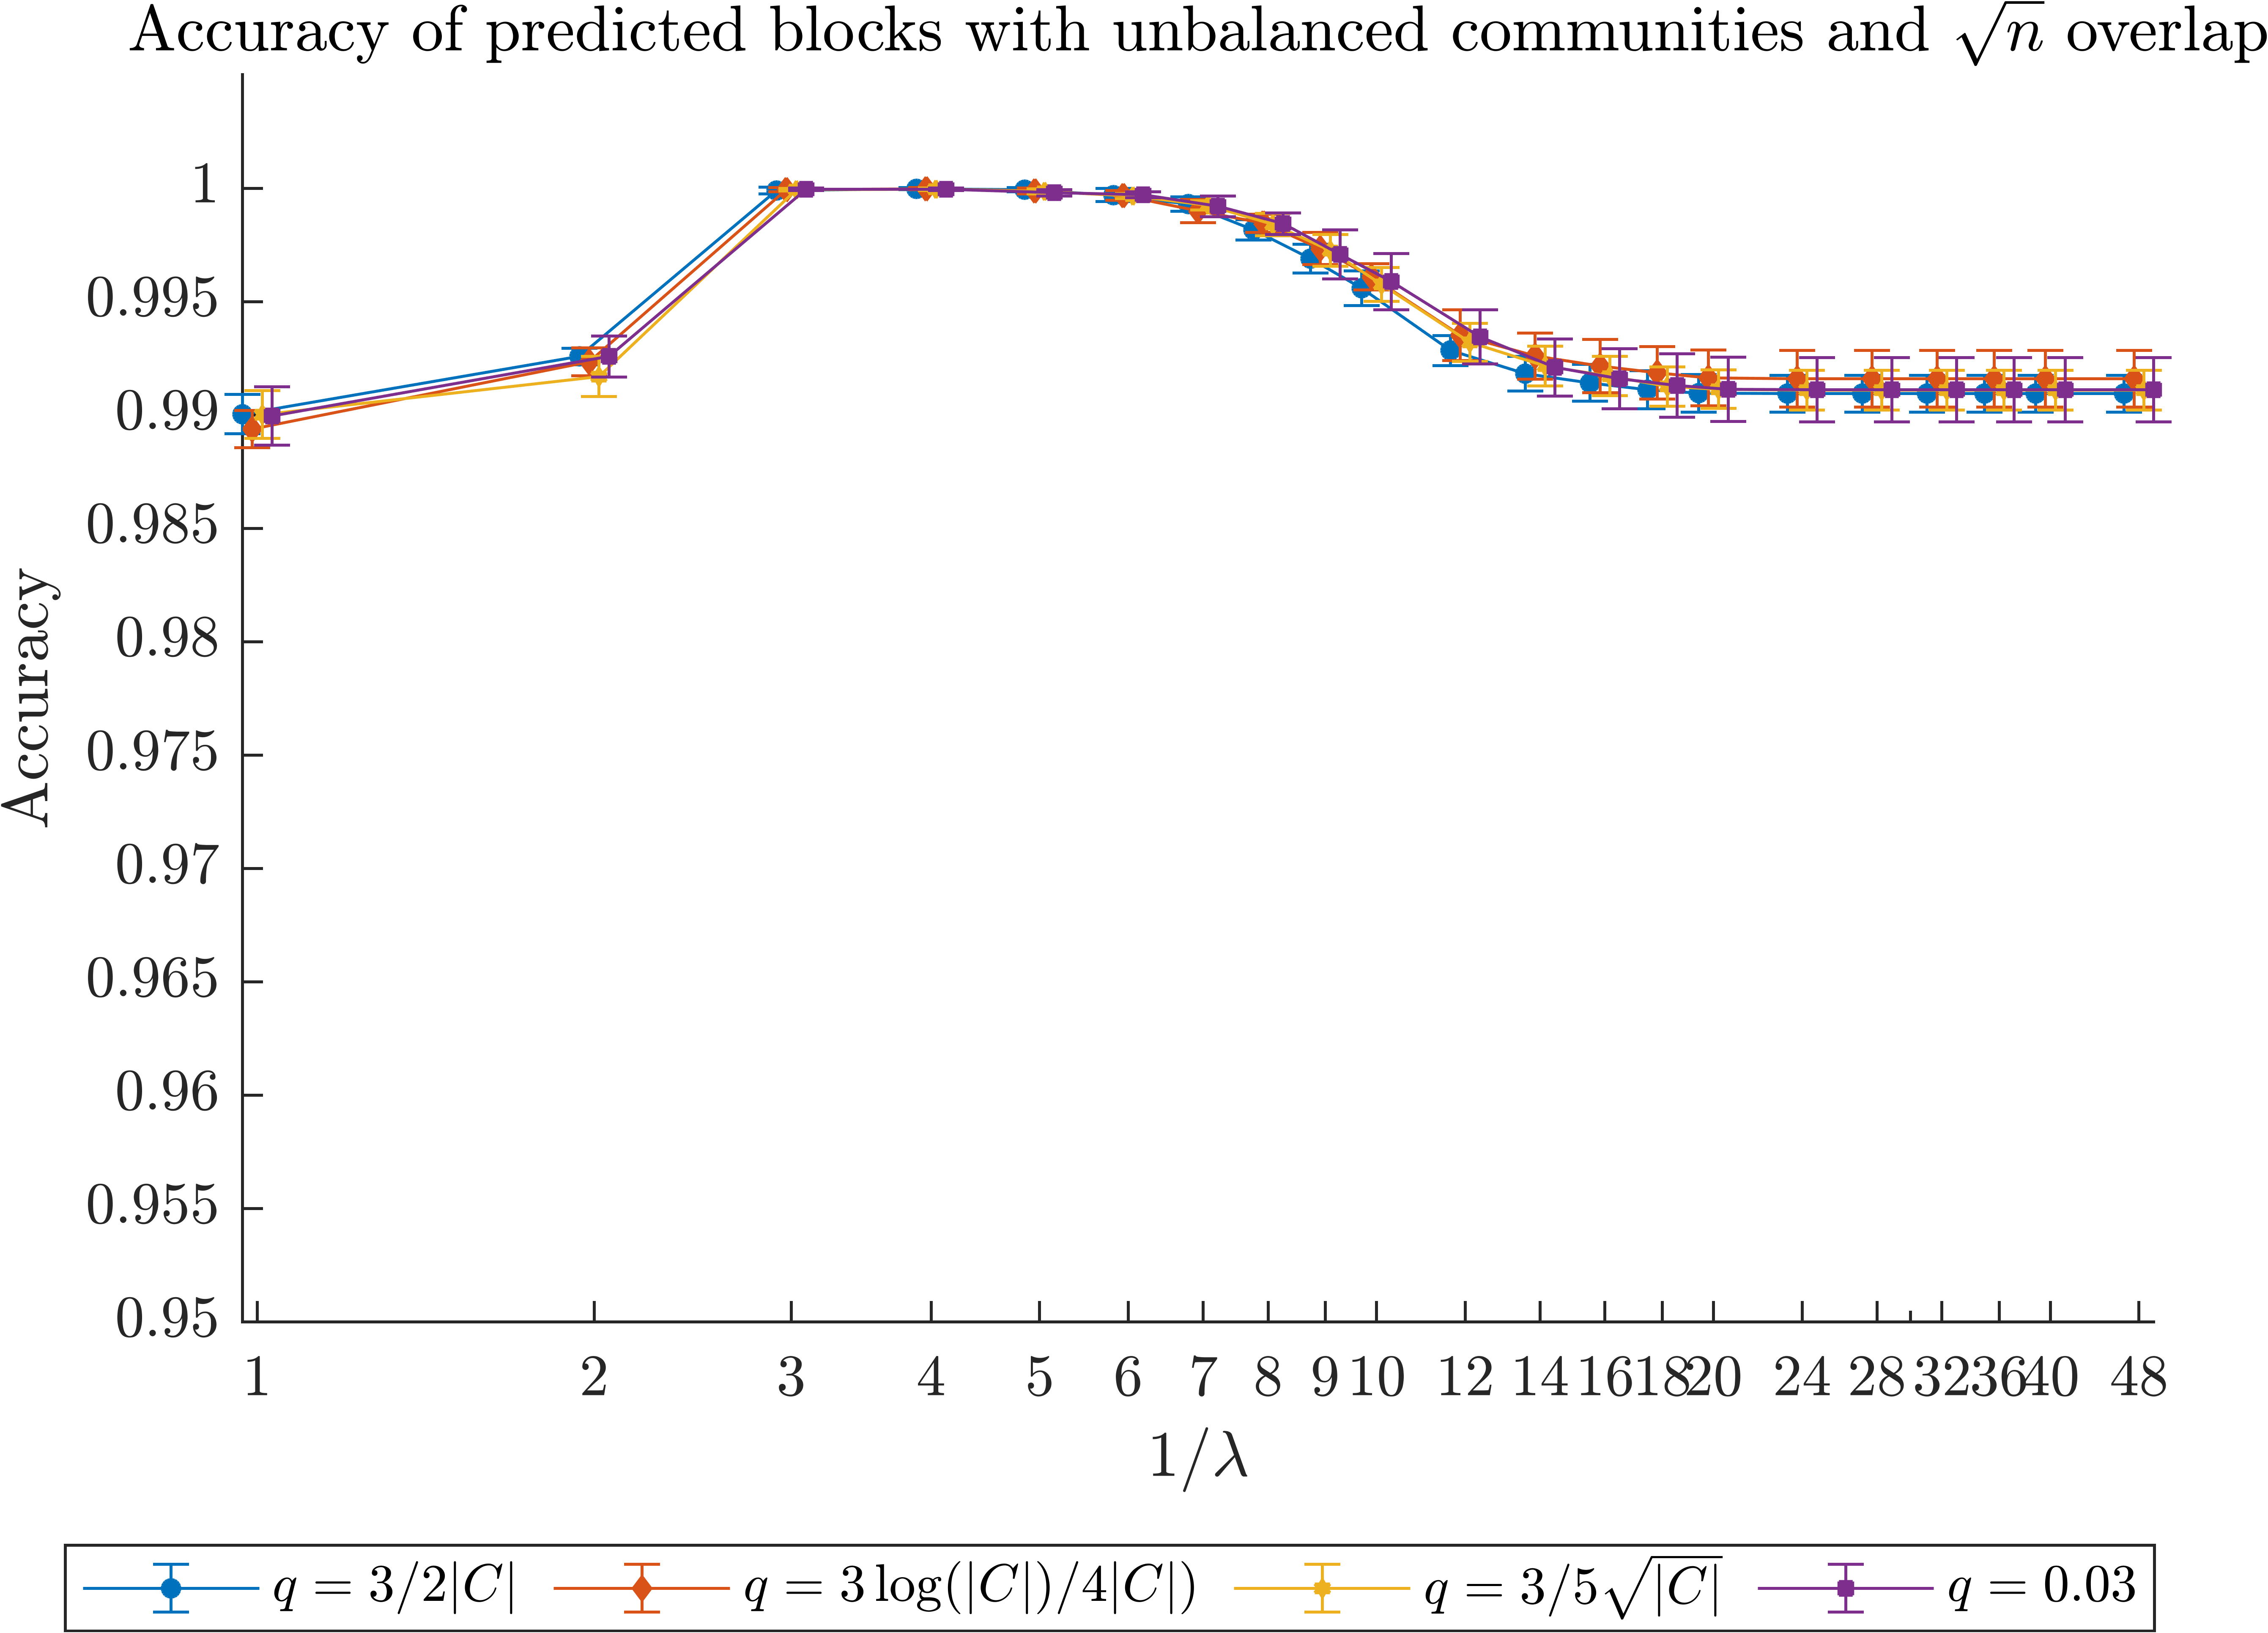 Accuracy of predicted blocks with unbalanced communities and √n overlap
Accuracy
1
0.995
0.99
0.985
0.98
0.975
0.97
0.965
0.96
0.955
0.95
1 2 3 4 5 6 7 8 9 10 12 14 16 18 20 24 28 32 36 40 48
1/λ
q = 3/2|C| q = 3 log(|C|)/4|C|) q = 3/5√|C| q = 0.03